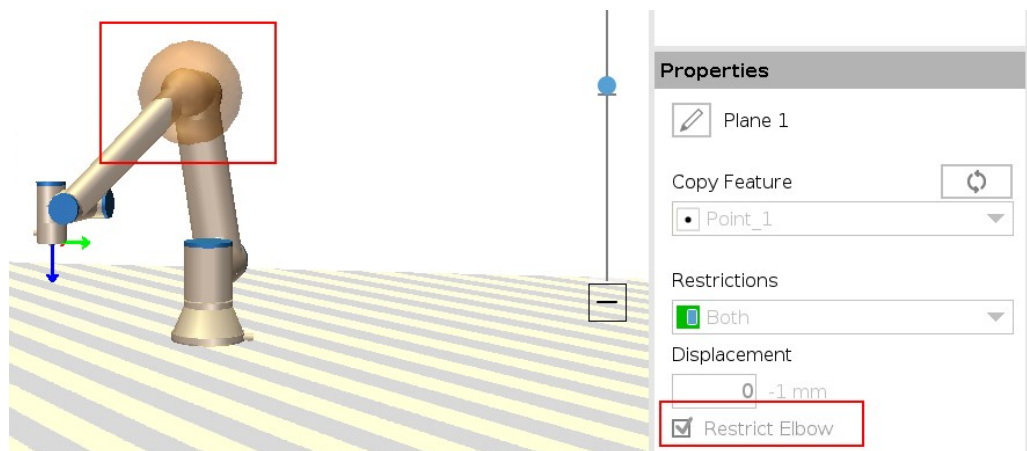 Properties
Plane 1
Copy Feature
Point_1
Restrictions
Both
Displacement
0 -1 mm
Restrict Elbow